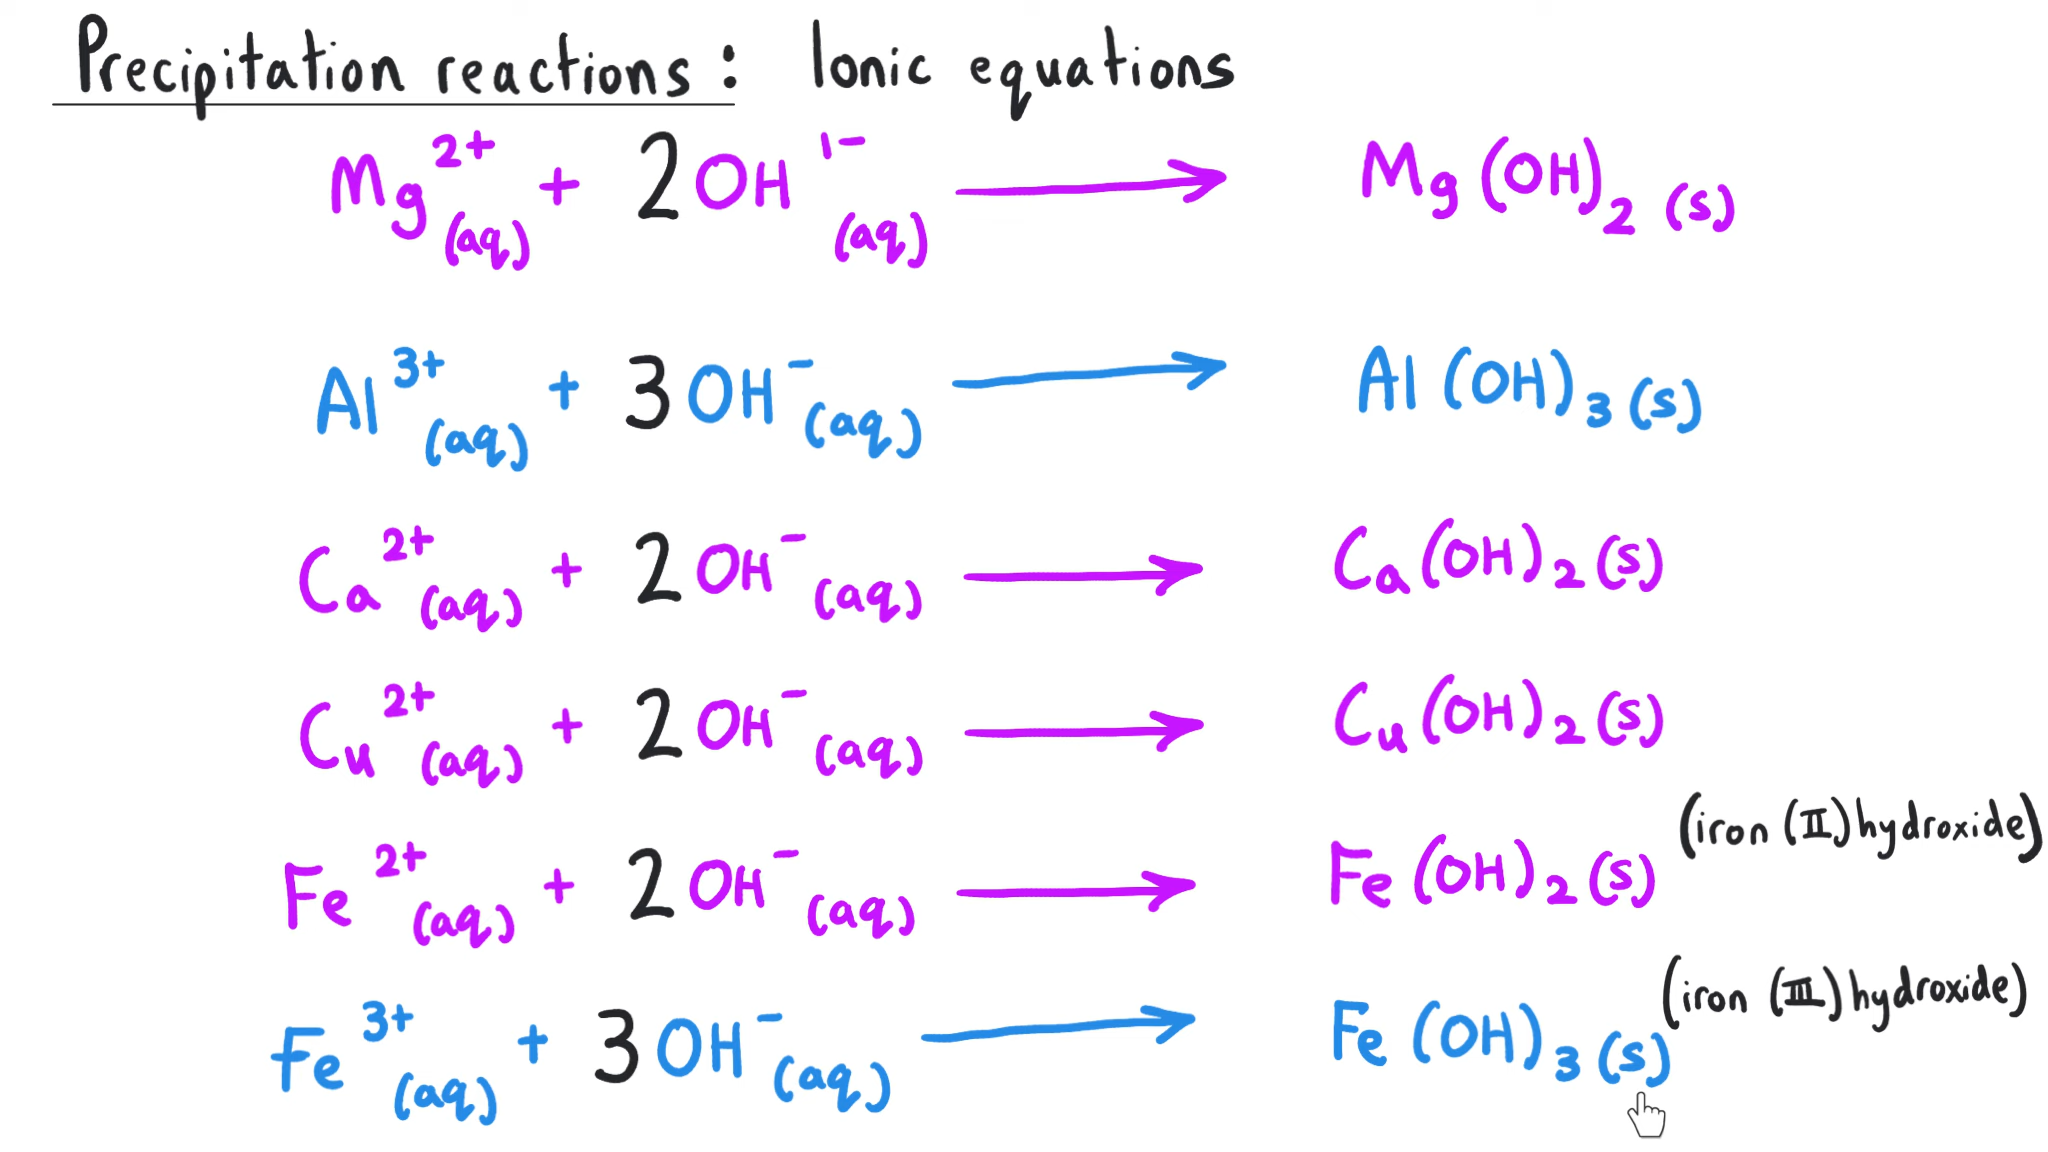 Precipitation reactions: Ionic equations
Mg²⁺(aq) + 2OH¹⁻(aq) → Mg(OH)₂(s)
Al³⁺(aq) + 3OH⁻(aq) → Al(OH)₃(s)
Ca²⁺(aq) + 2OH⁻(aq) → Ca(OH)₂(s)
Cu²⁺(aq) + 2OH⁻(aq) → Cu(OH)₂(s)
Fe²⁺(aq) + 2OH⁻(aq) → Fe(OH)₂(s) (iron (II) hydroxide)
Fe³⁺(aq) + 3OH⁻(aq) → Fe(OH)₃(s) (iron (III) hydroxide)